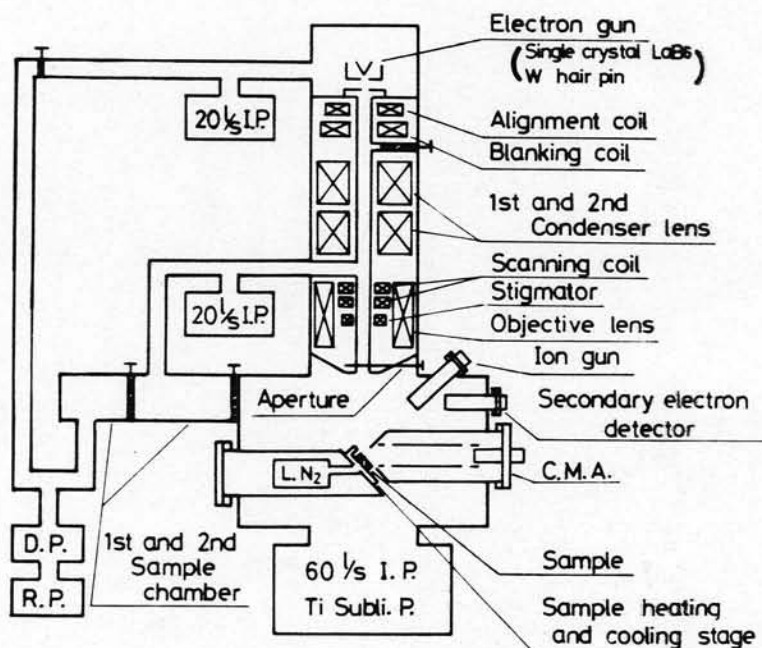 Electron gun
(Single crystal LaB6
W hair pin)
20 l/s I.P.
Alignment coil
Blanking coil
1st and 2nd
Condenser lens
Scanning coil
Stigmator
20 l/s I.P.
Objective lens
Ion gun
Aperture
Secondary electron
detector
L.N2
C.M.A.
D.P.
R.P.
1st and 2nd
Sample
chamber
60 l/s I.P.
Ti Subli.P.
Sample
Sample heating
and cooling stage